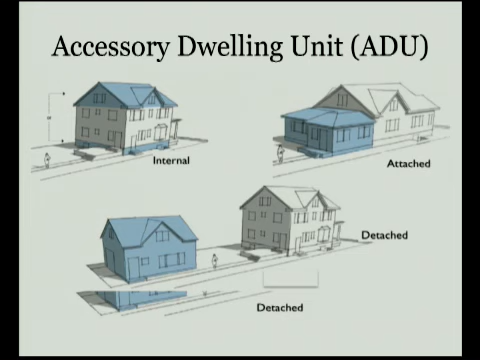 Accessory Dwelling Unit (ADU)
Internal
Attached
Detached
Detached